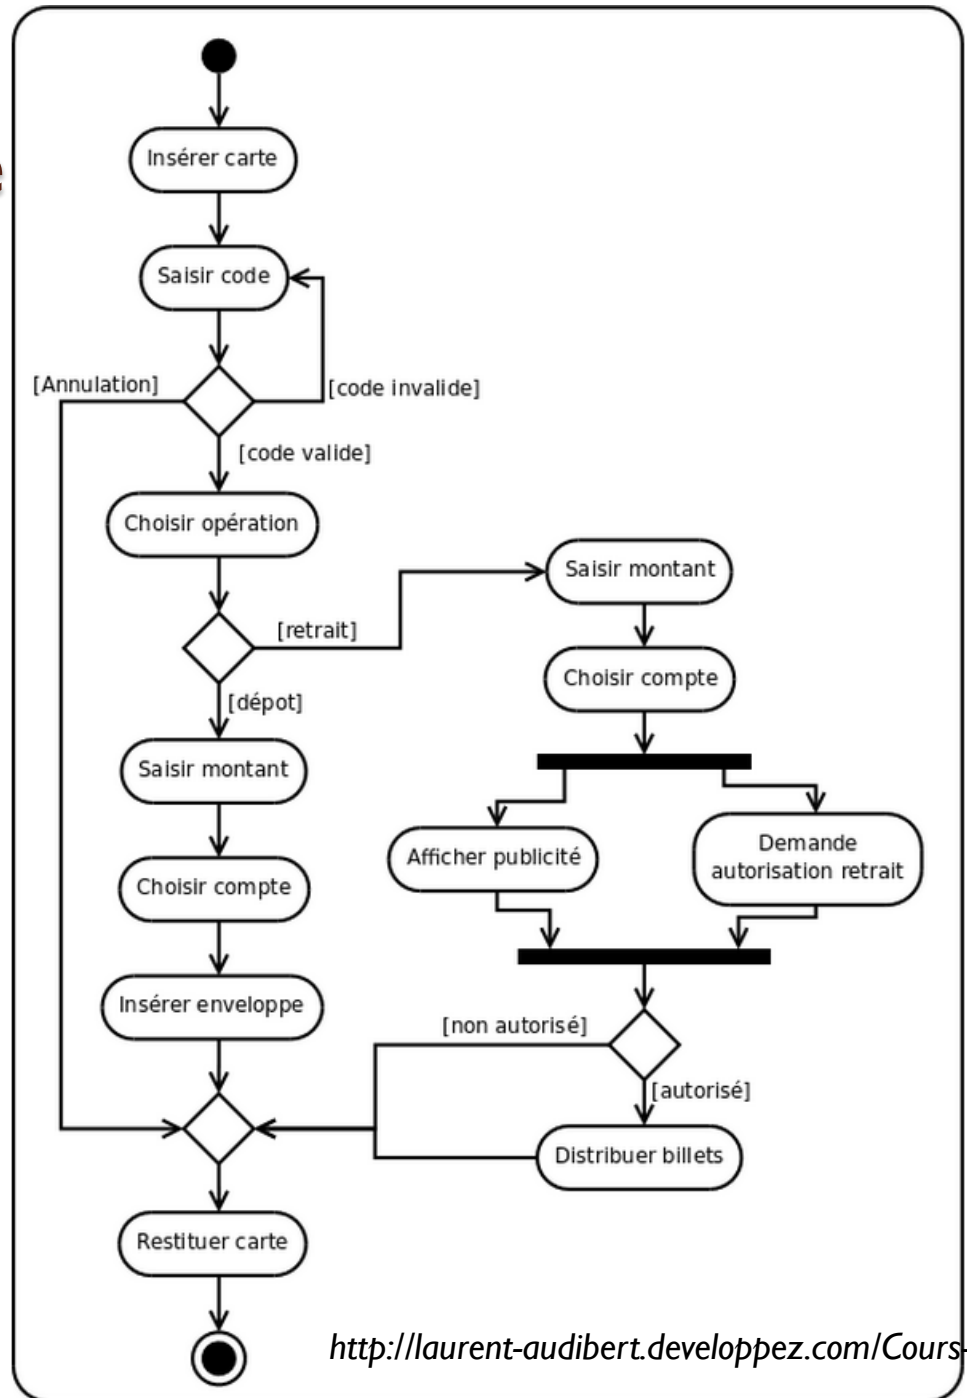 Insérer carte
Saisir code
[Annulation]
[code invalide]
[code valide]
Choisir opération
[retrait]
[dépot]
Saisir montant
Choisir compte
Insérer enveloppe
Saisir montant
Choisir compte
Afficher publicité
Demande
autorisation retrait
[non autorisé]
[autorisé]
Distribuer billets
Restituer carte
http://laurent-audibert.developpez.com/Cours-